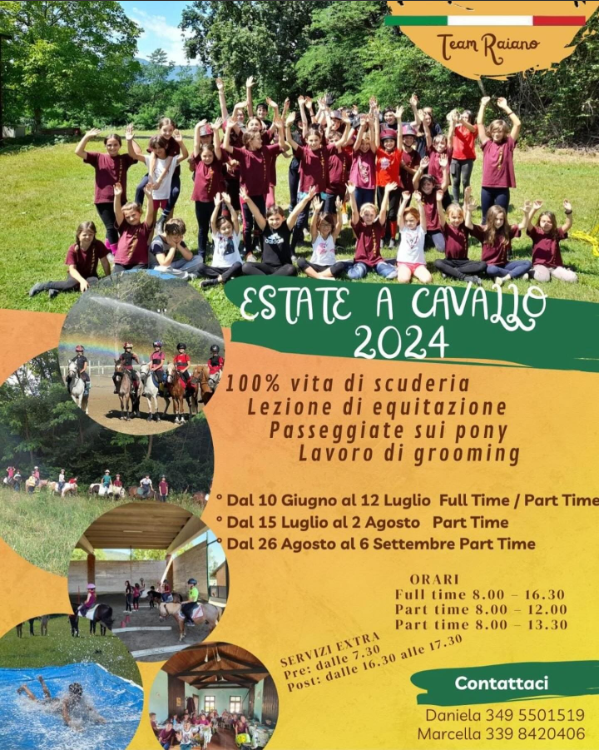 Team Raiano
ESTATE A CAVALLO
2024
100% vita di scuderia
Lezione di equitazione
Passeggiate sui pony
Lavoro di grooming
° Dal 10 Giugno al 12 Luglio Full Time / Part Time
° Dal 15 Luglio al 2 Agosto Part Time
° Dal 26 Agosto al 6 Settembre Part Time
ORARI
Full time 8.00 – 16.30
Part time 8.00 – 12.00
Part time 8.00 – 13.30
SERVIZI EXTRA
Pre: dalle 7.30
Post: dalle 16.30 alle 17.30
Contattaci
Daniela 349 5501519
Marcella 339 8420406